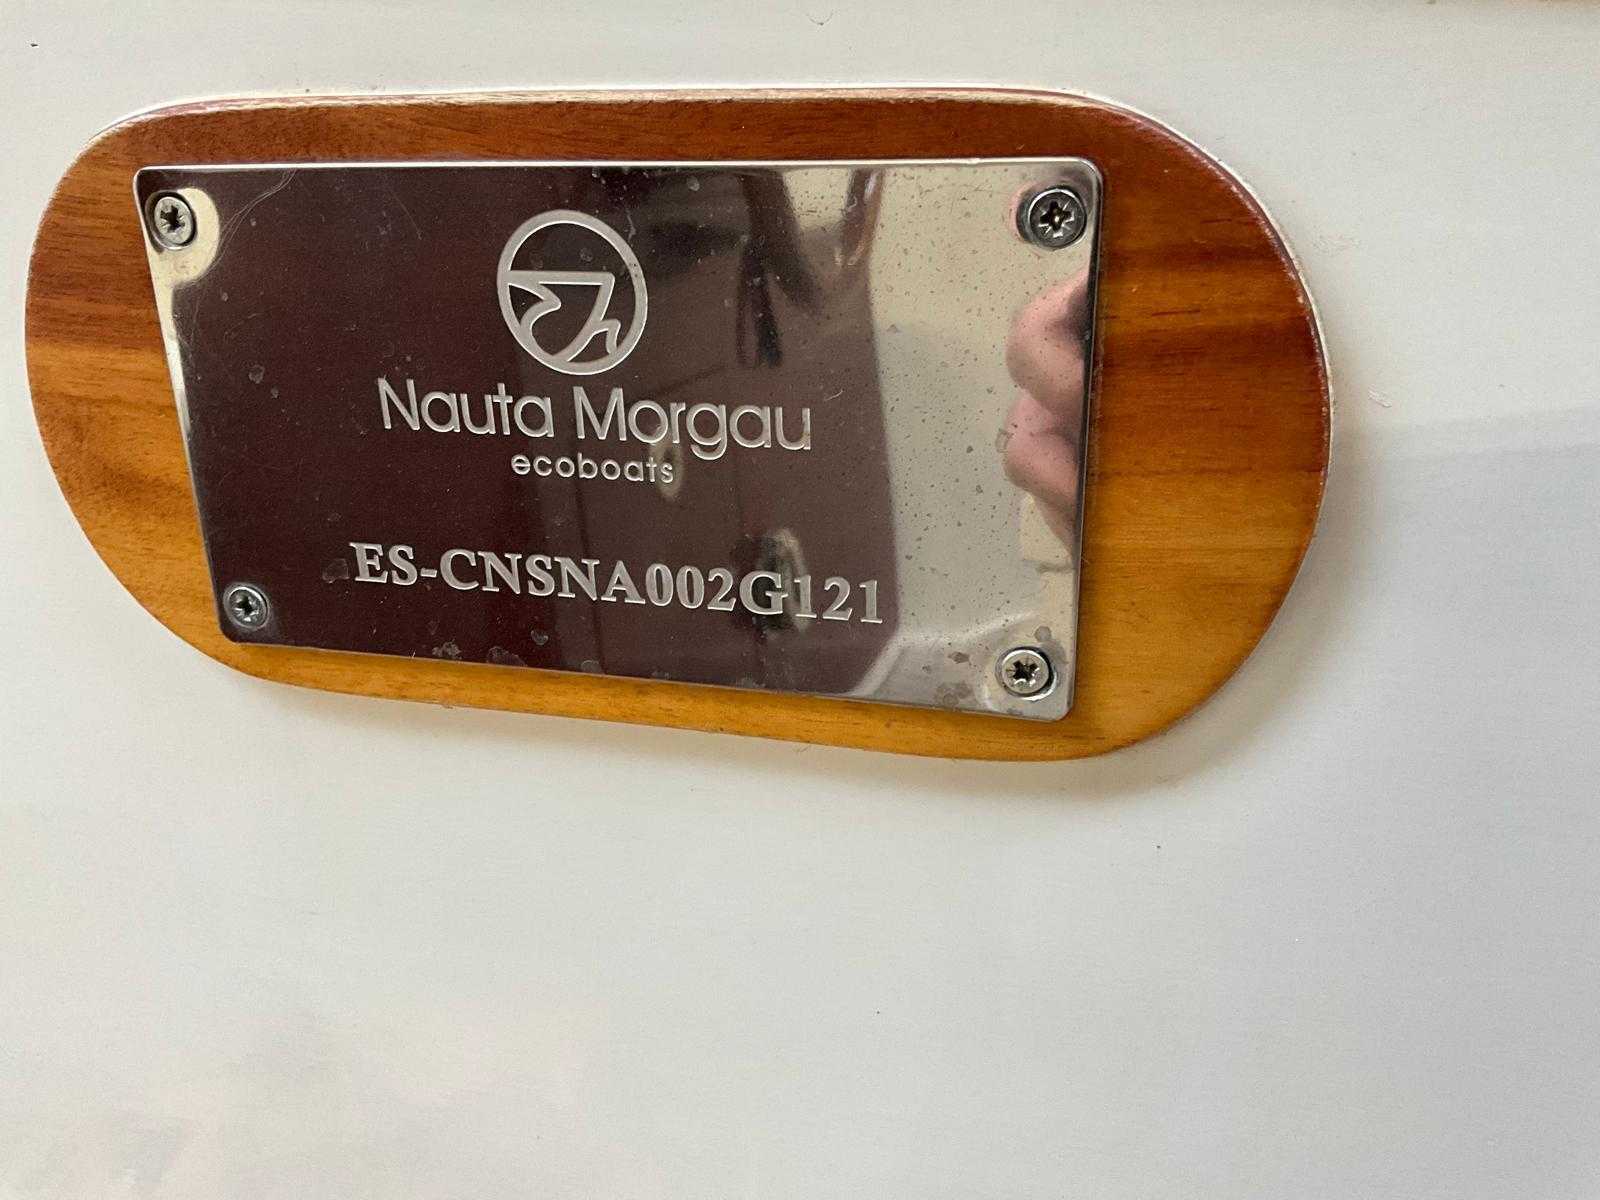 Nauta Morgau
ecoboats
ES-CNSNA002G121